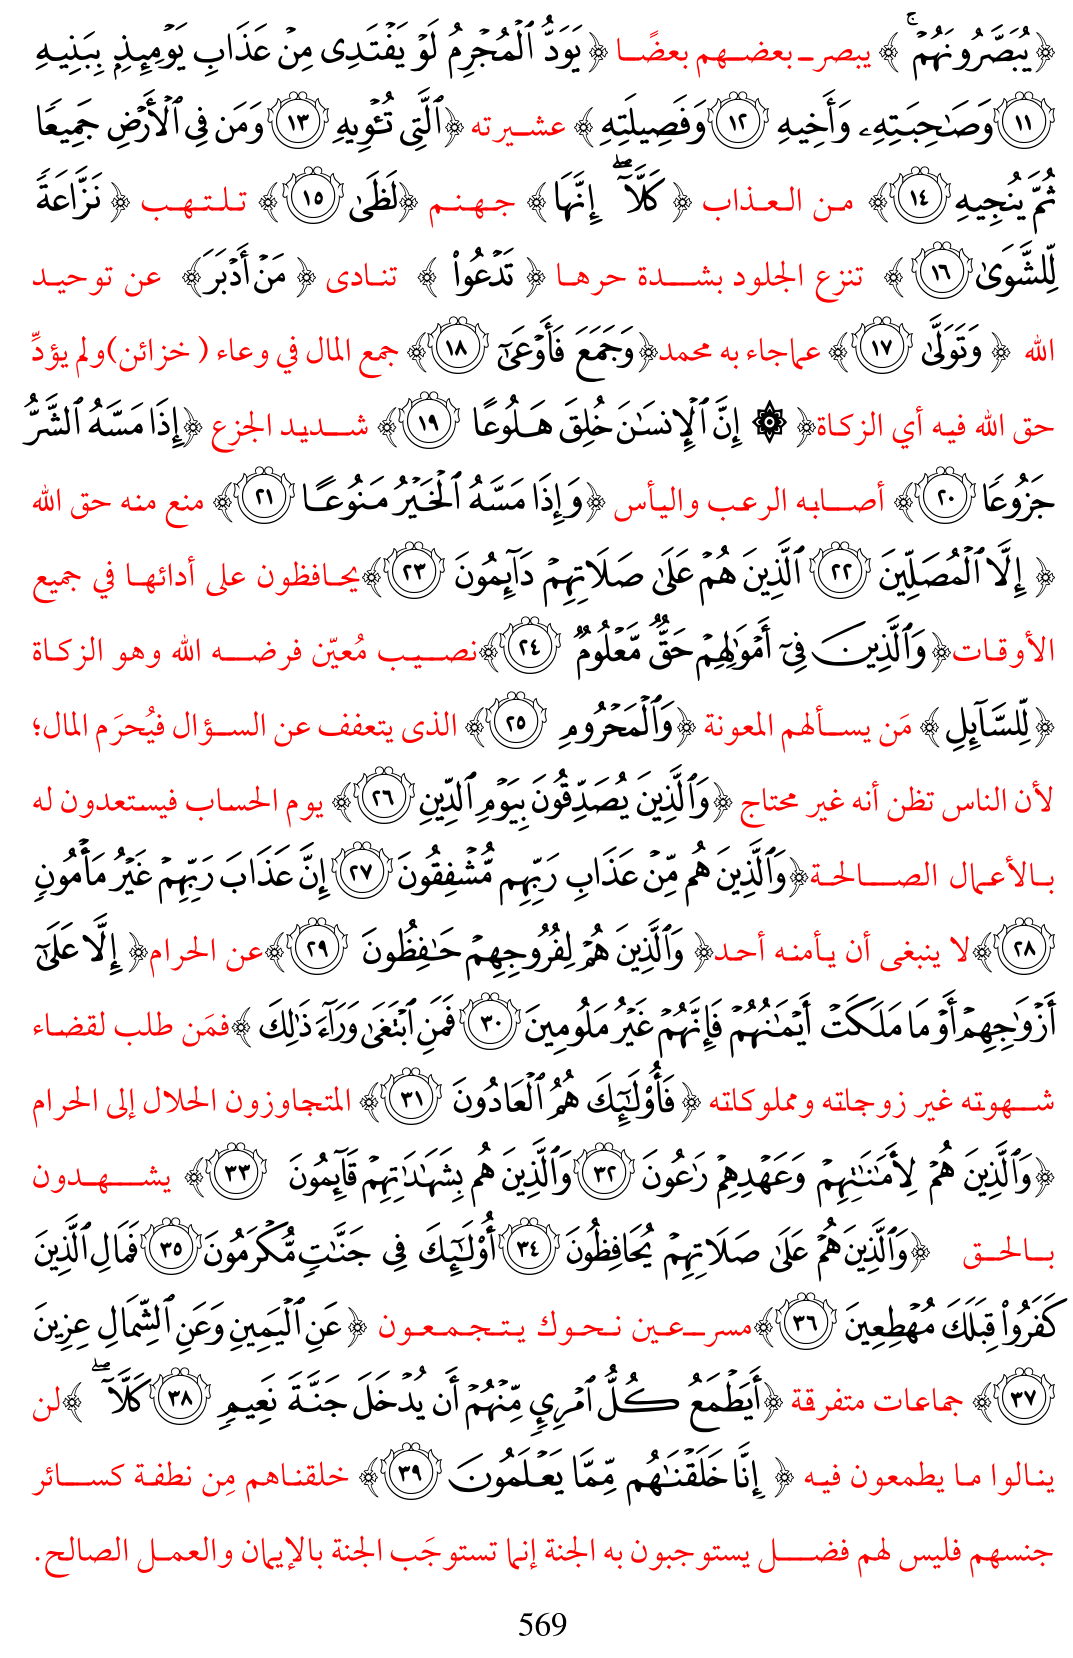 ﴿يُبَصَّرُونَهُمۡۚ﴾ يبصر بعضهم بعضًا ﴿يَوَدُّ ٱلۡمُجۡرِمُ لَوۡ يَفۡتَدِى مِنۡ عَذَابِ يَوۡمِئِذِۭ بِبَنِيهِ
﴿١١﴾ وَصَٰحِبَتِهِۦ وَأَخِيهِ ﴿١٢﴾ وَفَصِيلَتِهِ﴾ عشيرته ﴿ٱلَّتِى تُـٔۡوِيهِ ﴿١٣﴾ وَمَن فِى ٱلۡأَرۡضِ جَمِيعٗا
ثُمَّ يُنجِيهِ ﴿١٤﴾﴾ من العذاب ﴿كَلَّآۖ إِنَّهَا﴾ جهنم ﴿لَظَىٰ ﴿١٥﴾﴾ تلتهب ﴿نَزَّاعَةٗ
لِّلشَّوَىٰ ﴿١٦﴾﴾ تنزع الجلود بشدة حرها ﴿تَدۡعُواْ﴾ تنادى ﴿مَنۡ أَدۡبَرَ﴾ عن توحيد
الله ﴿وَتَوَلَّىٰ ﴿١٧﴾﴾ عماجاء به محمد ﴿وَجَمَعَ فَأَوۡعَىٰٓ ﴿١٨﴾﴾ جمع المال في وعاء (خزائن)ولم يؤدِّ
حق الله فيه أي الزكاة﴿۞ إِنَّ ٱلۡإِنسَٰنَ خُلِقَ هَلُوعًا ﴿١٩﴾﴾ شديد الجزع ﴿إِذَا مَسَّهُ ٱلشَّرُّ
جَزُوعٗا ﴿٢٠﴾﴾ أصابه الرعب واليأس ﴿وَإِذَا مَسَّهُ ٱلۡخَيۡرُ مَنُوعًا ﴿٢١﴾﴾ منع منه حق الله
﴿إِلَّا ٱلۡمُصَلِّينَ ﴿٢٢﴾ ٱلَّذِينَ هُمۡ عَلَىٰ صَلَاتِهِمۡ دَآئِمُونَ ﴿٢٣﴾﴾يحافظون على أدائها في جميع
الأوقات﴿وَٱلَّذِينَ فِىٓ أَمۡوَٰلِهِمۡ حَقّٞ مَّعۡلُومٞ ﴿٢٤﴾﴾نصيب مُعيّن فرضه الله وهو الزكاة
﴿لِّلسَّآئِلِ﴾ مَن يسألهم المعونة ﴿وَٱلۡمَحۡرُومِ ﴿٢٥﴾﴾ الذى يتعفف عن السؤال فيُحرَم المال؛
لأن الناس تظن أنه غير محتاج ﴿وَٱلَّذِينَ يُصَدِّقُونَ بِيَوۡمِ ٱلدِّينِ ﴿٢٦﴾﴾ يوم الحساب فيستعدون له
بالأعمال الصالحة﴿وَٱلَّذِينَ هُم مِّنۡ عَذَابِ رَبِّهِم مُّشۡفِقُونَ ﴿٢٧﴾ إِنَّ عَذَابَ رَبِّهِمۡ غَيۡرُ مَأۡمُونٖ
﴿٢٨﴾﴾لا ينبغى أن يأمنه أحد﴿وَٱلَّذِينَ هُمۡ لِفُرُوجِهِمۡ حَٰفِظُونَ ﴿٢٩﴾﴾عن الحرام﴿إِلَّا عَلَىٰٓ
أَزۡوَٰجِهِمۡ أَوۡ مَا مَلَكَتۡ أَيۡمَٰنُهُمۡ فَإِنَّهُمۡ غَيۡرُ مَلُومِينَ ﴿٣٠﴾ فَمَنِ ٱبۡتَغَىٰ وَرَآءَ ذَٰلِكَ﴾فمَن طلب لقضاء
شهوته غير زوجاته ومملوكاته ﴿فَأُوْلَٰٓئِكَ هُمُ ٱلۡعَادُونَ ﴿٣١﴾﴾ المتجاوزون الحلال إلى الحرام
﴿وَٱلَّذِينَ هُمۡ لِأَمَٰنَٰتِهِمۡ وَعَهۡدِهِمۡ رَٰعُونَ ﴿٣٢﴾ وَٱلَّذِينَ هُم بِشَهَٰدَٰتِهِمۡ قَآئِمُونَ ﴿٣٣﴾﴾ يشهدون
بالحق ﴿وَٱلَّذِينَ هُمۡ عَلَىٰ صَلَاتِهِمۡ يُحَافِظُونَ ﴿٣٤﴾ أُوْلَٰٓئِكَ فِى جَنَّٰتٖ مُّكۡرَمُونَ ﴿٣٥﴾ فَمَالِ ٱلَّذِينَ
كَفَرُواْ قِبَلَكَ مُهۡطِعِينَ ﴿٣٦﴾﴾مسرعين نحوك يتجمعون ﴿عَنِ ٱلۡيَمِينِ وَعَنِ ٱلشِّمَالِ عِزِينَ
﴿٣٧﴾﴾ جماعات متفرقة ﴿أَيَطۡمَعُ كُلُّ ٱمۡرِيٕٖ مِّنۡهُمۡ أَن يُدۡخَلَ جَنَّةَ نَعِيمٖ ﴿٣٨﴾ كَلَّآۖ﴾لن
ينالوا ما يطمعون فيه ﴿إِنَّا خَلَقۡنَٰهُم مِّمَّا يَعۡلَمُونَ ﴿٣٩﴾﴾ خلقناهم مِن نطفة كسائر
جنسهم فليس لهم فضل يستوجبون به الجنة إنما تستوجَب الجنة بالإيمان والعمل الصالح.
569